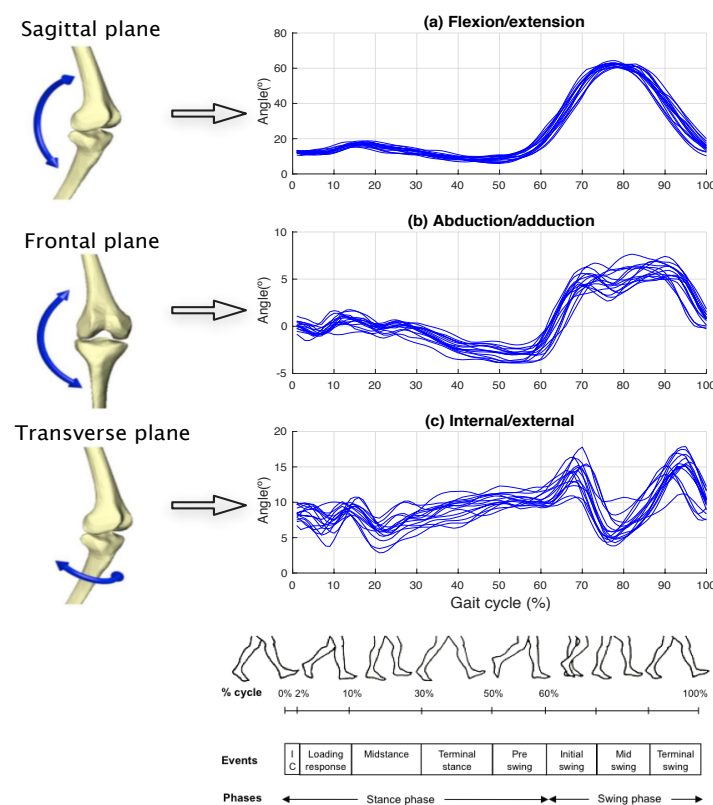 Sagittal plane
(a) Flexion/extension
Angle(º)
80
60
40
20
0
0 10 20 30 40 50 60 70 80 90 100
Frontal plane
(b) Abduction/adduction
Angle(º)
10
5
0
-5
0 10 20 30 40 50 60 70 80 90 100
Transverse plane
(c) Internal/external
Angle(º)
20
15
10
5
0
0 10 20 30 40 50 60 70 80 90 100
Gait cycle (%)
% cycle 0% 2% 10% 30% 50% 60% 100%
Events
I C
Loading response
Midstance
Terminal stance
Pre swing
Initial swing
Mid swing
Terminal swing
Phases Stance phase Swing phase